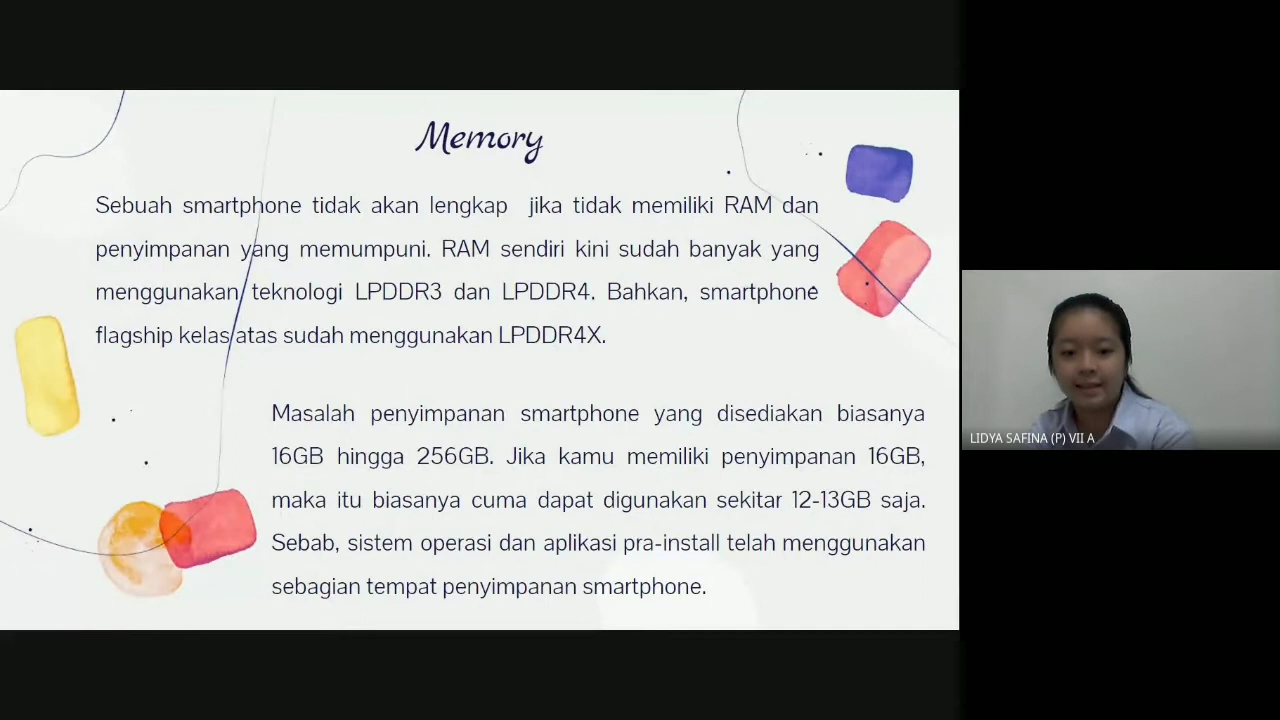 Memory
Sebuah smartphone tidak akan lengkap jika tidak memiliki RAM dan
penyimpanan yang memumpuni. RAM sendiri kini sudah banyak yang
menggunakan teknologi LPDDR3 dan LPDDR4. Bahkan, smartphone
flagship kelas atas sudah menggunakan LPDDR4X.
Masalah penyimpanan smartphone yang disediakan biasanya
16GB hingga 256GB. Jika kamu memiliki penyimpanan 16GB,
maka itu biasanya cuma dapat digunakan sekitar 12-13GB saja.
Sebab, sistem operasi dan aplikasi pra-install telah menggunakan
sebagian tempat penyimpanan smartphone.
LIDYA SAFINA (P) VII A